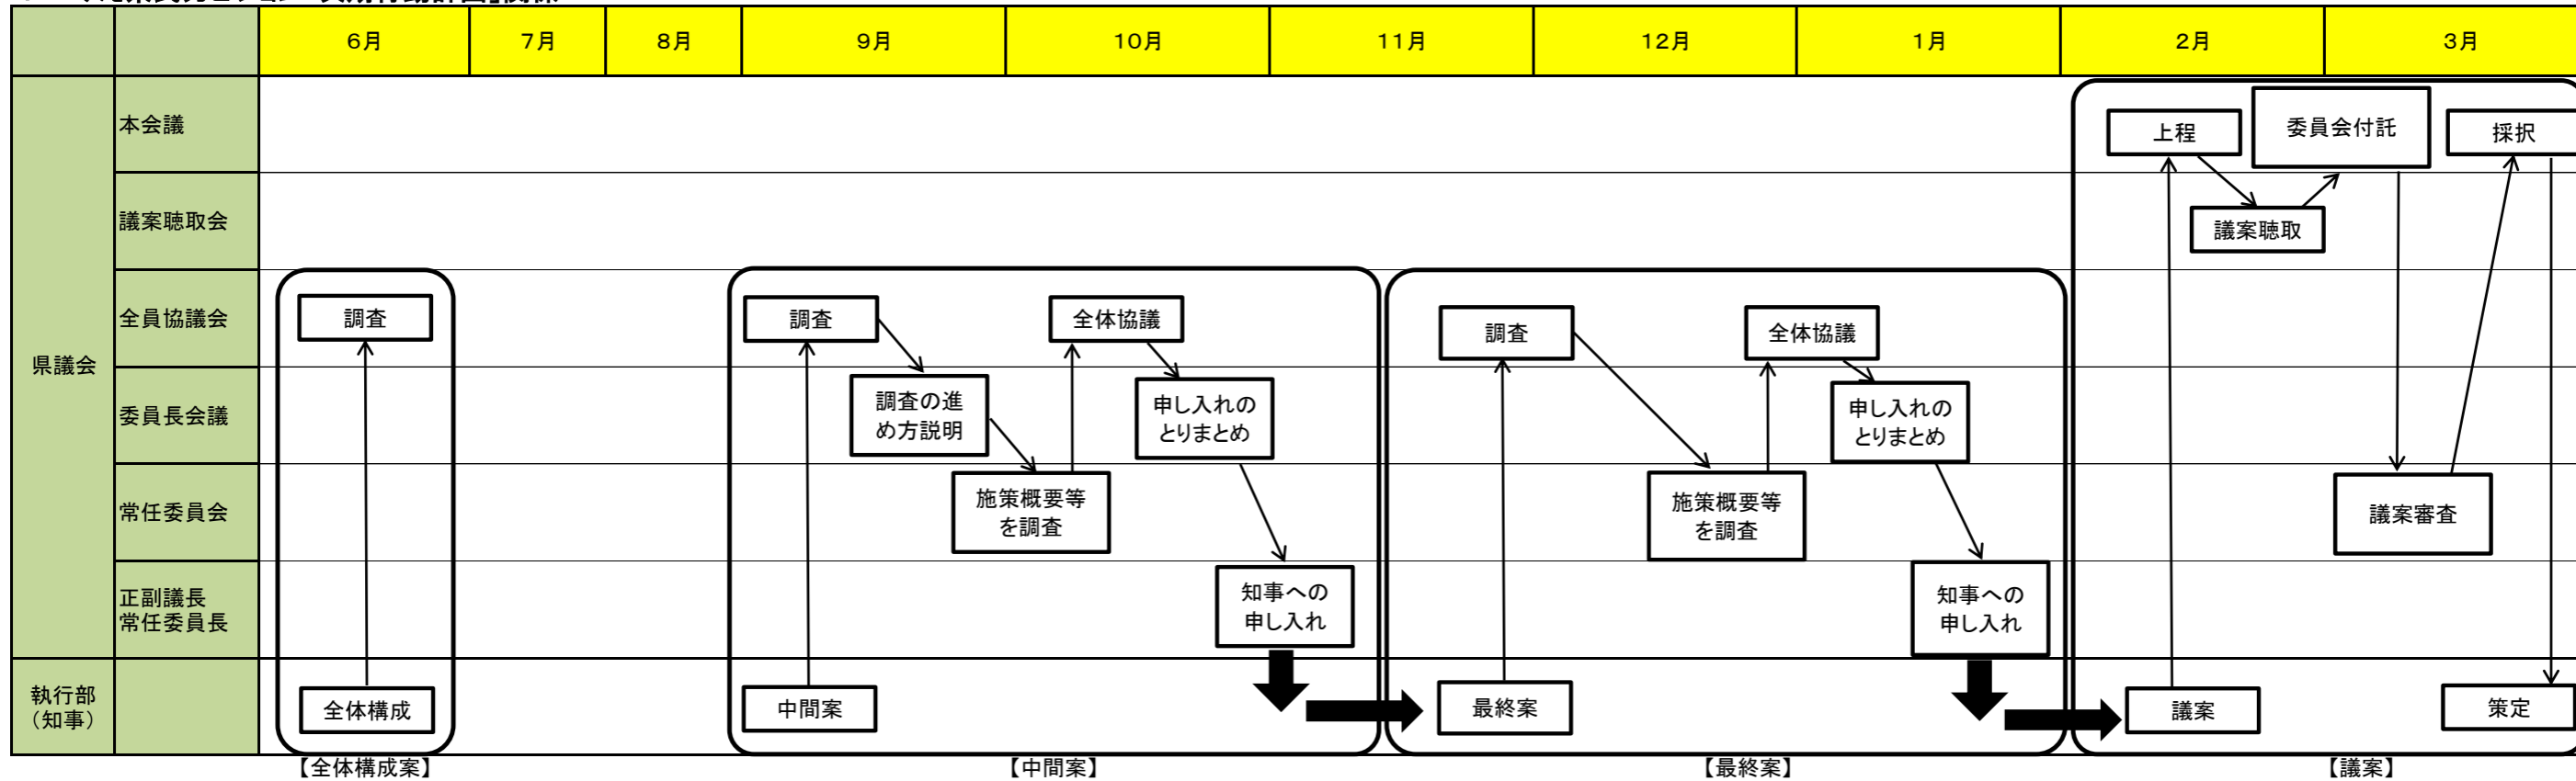 6月 7月 8月 9月 10月 11月 12月 1月 2月 3月
県議会
本会議
上程
委員会付託
採択
議案聴取会
議案聴取
全員協議会
調査
調査
全体協議
調査
全体協議
委員長会議
調査の進
め方説明
申し入れの
とりまとめ
申し入れの
とりまとめ
常任委員会
施策概要等
を調査
施策概要等
を調査
議案審査
正副議長
常任委員長
知事への
申し入れ
知事への
申し入れ
執行部
（知事）
全体構成
中間案
最終案
議案
策定
【全体構成案】
【中間案】
【最終案】
【議案】